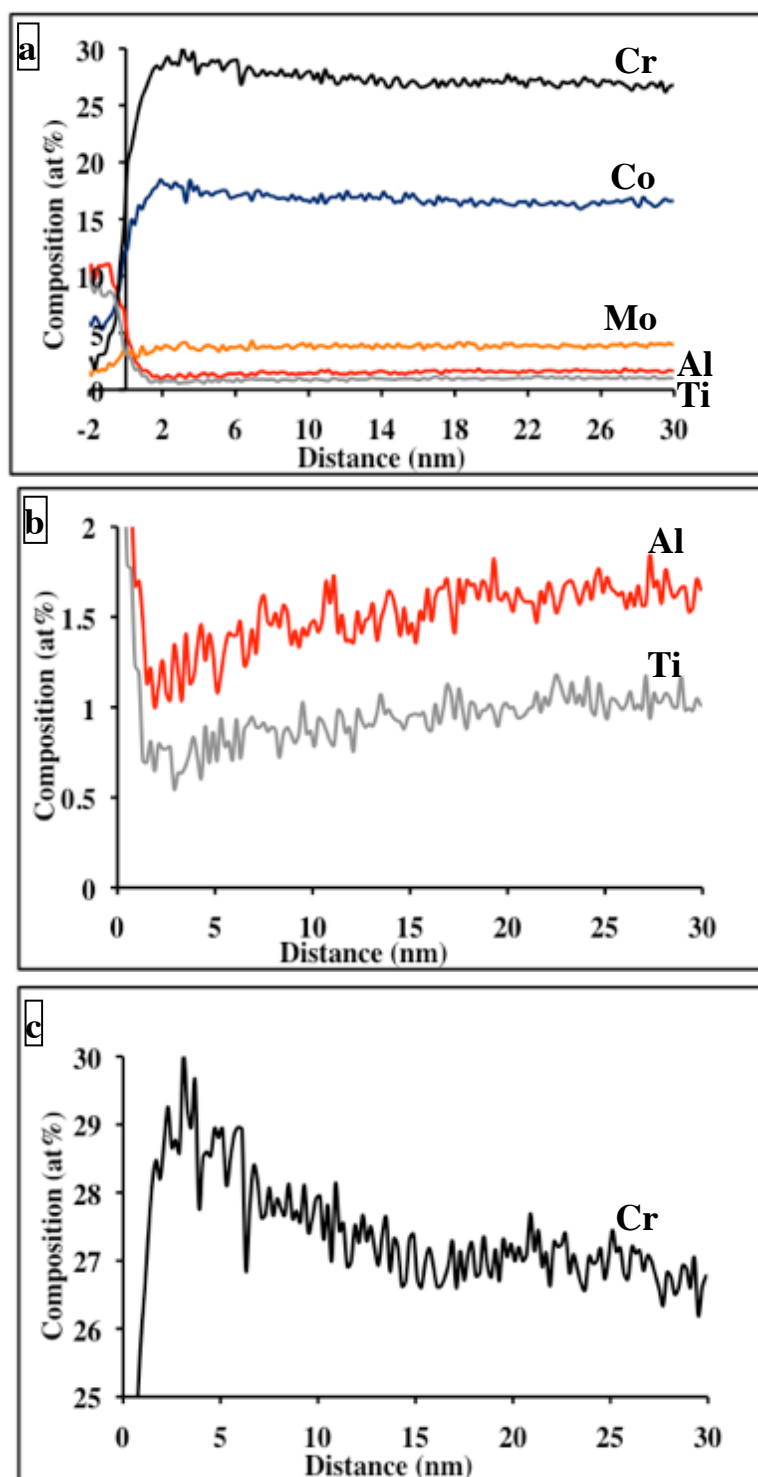 a
Composition (at%)
30
25
20
15
10
5
0
Cr
Co
Mo
Al
Ti
-2 2 6 10 14 18 22 26 30
Distance (nm)
b
Composition (at%)
2
1.5
1
0.5
0
Al
Ti
0 5 10 15 20 25 30
Distance (nm)
c
Composition (at%)
30
29
28
27
26
25
Cr
0 5 10 15 20 25 30
Distance (nm)